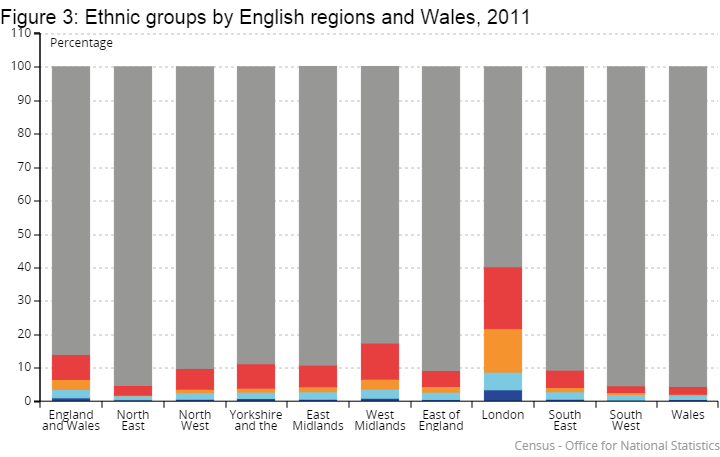 Figure 3: Ethnic groups by English regions and Wales, 2011
110
Percentage
100
90
80
70
60
50
40
30
20
10
0
England
and Wales
North
East
North
West
Yorkshire
and the
East
Midlands
West
Midlands
East of
England
London
South
East
South
West
Wales
Census - Office for National Statistics